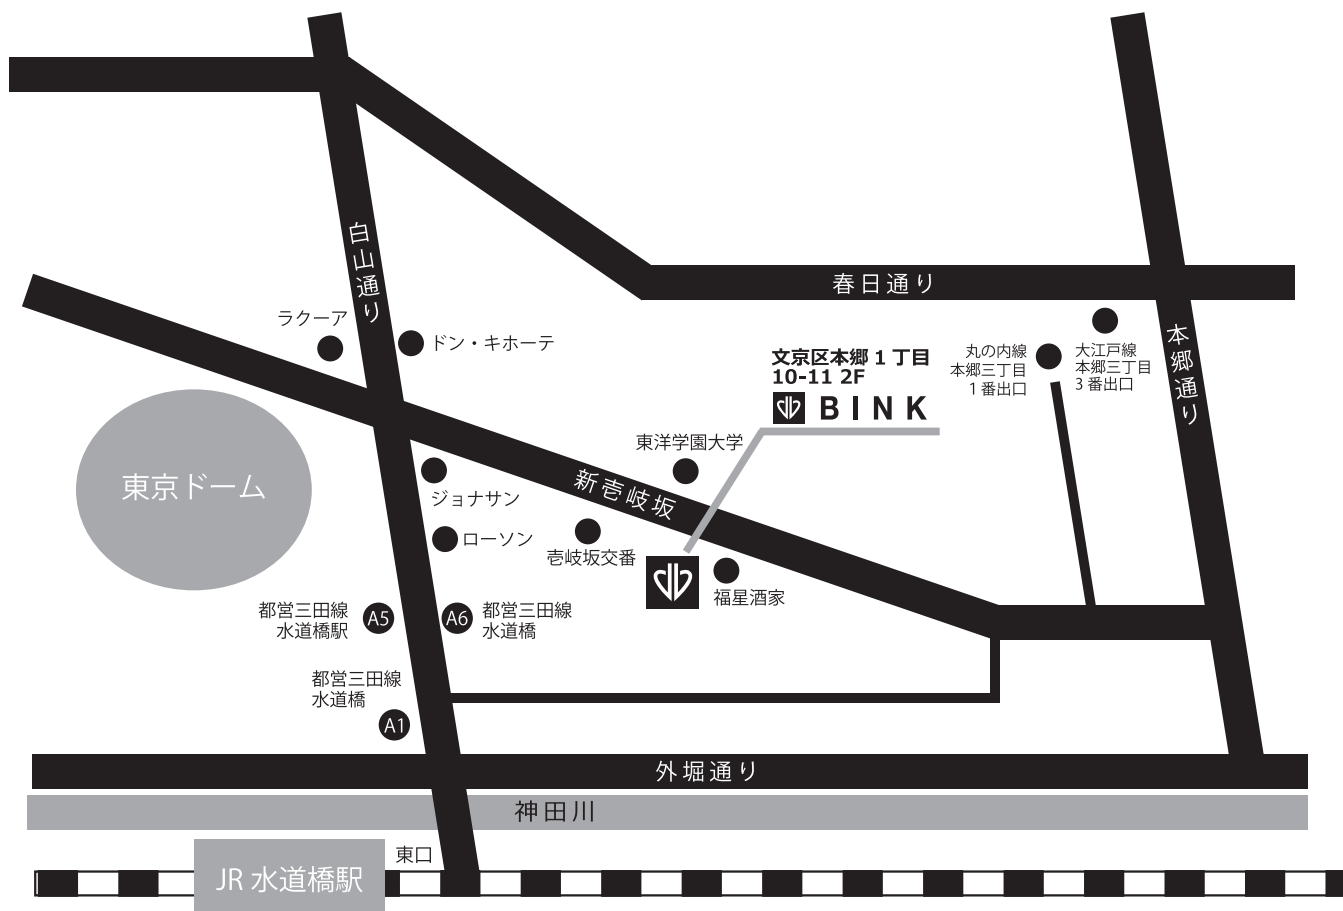 白山通り
春日通り
ラクーア
ドン・キホーテ
本郷通り
文京区本郷 1 丁目
10-11 2F
BINK
丸の内線
本郷三丁目
1 番出口
大江戸線
本郷三丁目
3 番出口
東洋学園大学
東京ドーム
ジョナサン
新壱岐坂
ローソン
壱岐坂交番
福星酒家
都営三田線
水道橋駅
A5
A6
都営三田線
水道橋
都営三田線
水道橋
A1
外堀通り
神田川
東口
JR 水道橋駅